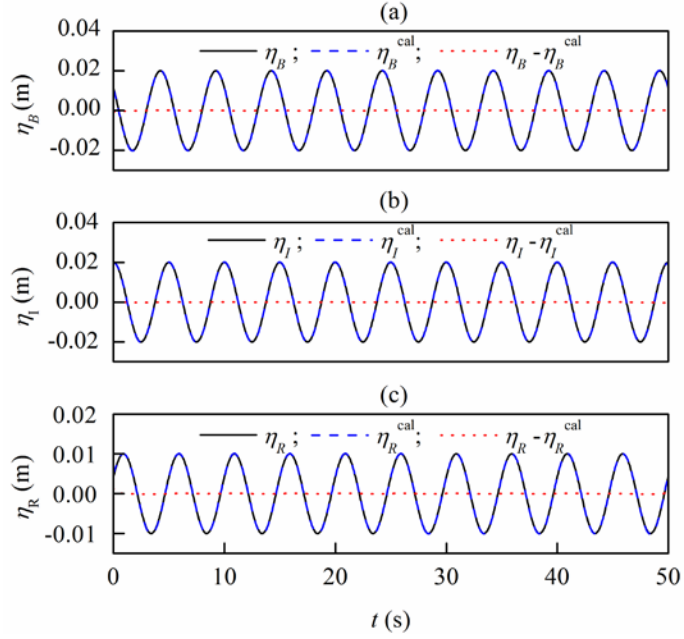 (a)
0.04
η_B ; η_B^cal ; η_B - η_B^cal
0.02
0.00
-0.02
η_B (m)
(b)
0.04
η_I ; η_I^cal ; η_I - η_I^cal
0.02
0.00
-0.02
η_I (m)
(c)
0.02
η_R ; η_R^cal ; η_R - η_R^cal
0.01
0.00
-0.01
η_R (m)
0 10 20 30 40 50
t (s)